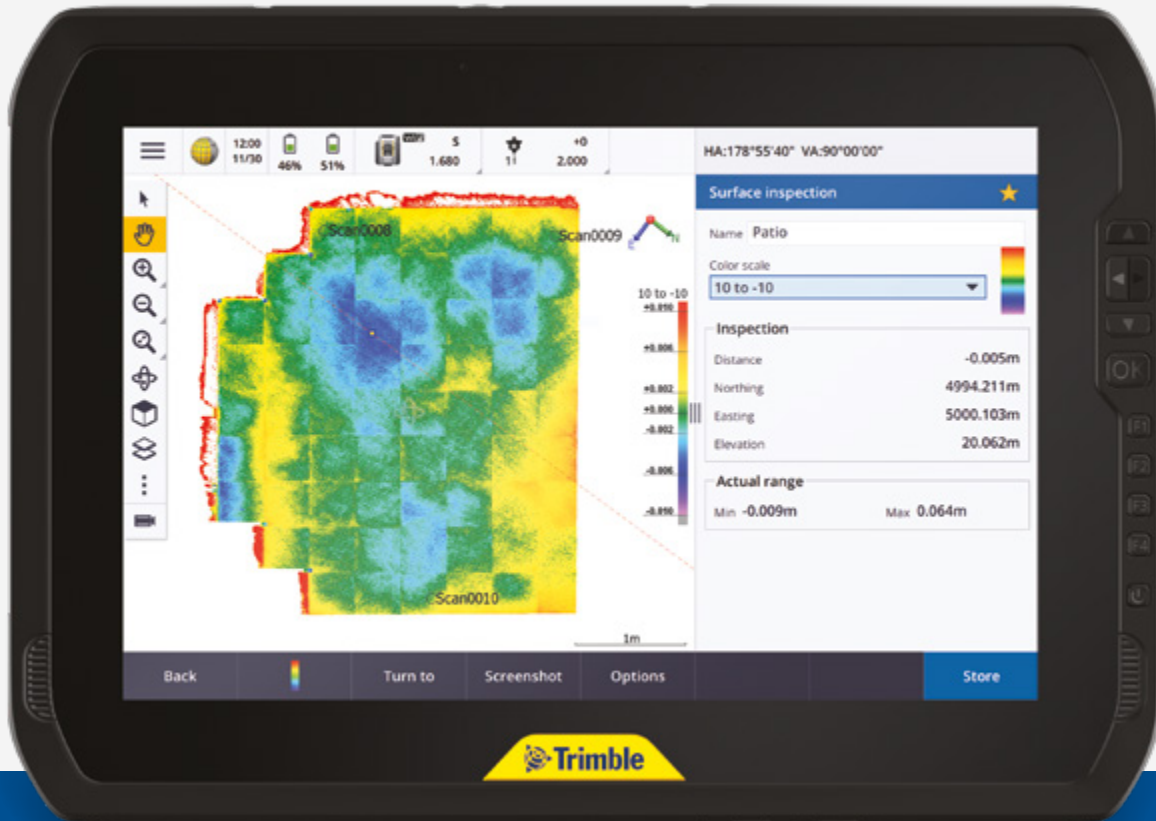 12:00
11/30
46%
51%
S
1.680
11
+0
2.000
HA:178°55'40" VA:90°00'00"
Scan0008
Scan0009
E
N
10 to -10
+0.010
+0.006
+0.002
+0.000
-0.002
-0.006
-0.010
Scan0010
1m
Surface inspection
Name Patio
Color scale
10 to -10
Inspection
Distance -0.005m
Northing 4994.211m
Easting 5000.103m
Elevation 20.062m
Actual range
Min -0.009m Max 0.064m
Back
Turn to
Screenshot
Options
Store
OK
F1
F2
F3
F4
Trimble